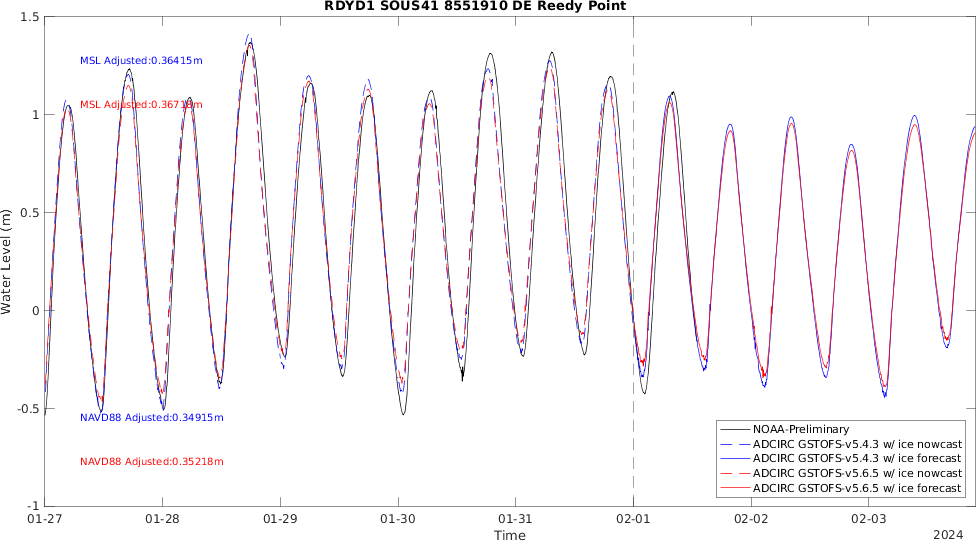 RDYD1 SOUS41 8551910 DE Reedy Point
1.5
1
0.5
0
-0.5
-1
Water Level (m)
MSL Adjusted:0.36415m
MSL Adjusted:0.36718m
NAVD88 Adjusted:0.34915m
NAVD88 Adjusted:0.35218m
NOAA-Preliminary
ADCIRC GSTOFS-v5.4.3 w/ ice nowcast
ADCIRC GSTOFS-v5.4.3 w/ ice forecast
ADCIRC GSTOFS-v5.6.5 w/ ice nowcast
ADCIRC GSTOFS-v5.6.5 w/ ice forecast
01-27 01-28 01-29 01-30 01-31 02-01 02-02 02-03
Time
2024